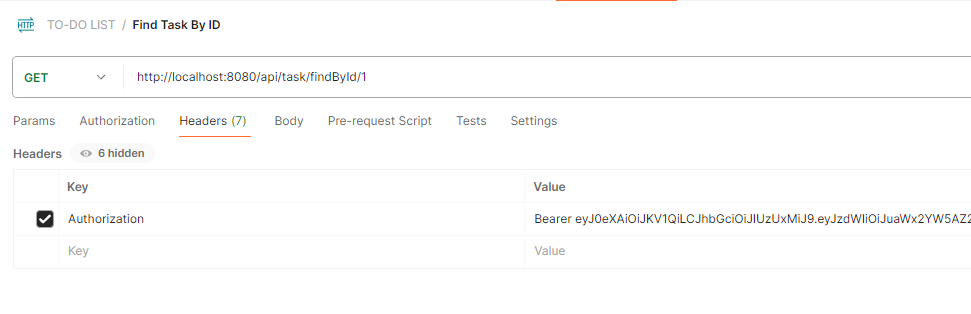 HTTP TO-DO LIST / Find Task By ID
GET http://localhost:8080/api/task/findById/1
Params Authorization Headers (7) Body Pre-request Script Tests Settings
Headers 6 hidden
Key Value
Authorization Bearer eyJ0eXAiOiJKV1QiLCJhbGciOiJIUzUxMiJ9.eyJzdWIiOiJuaWx2YW5AZ2
Key Value